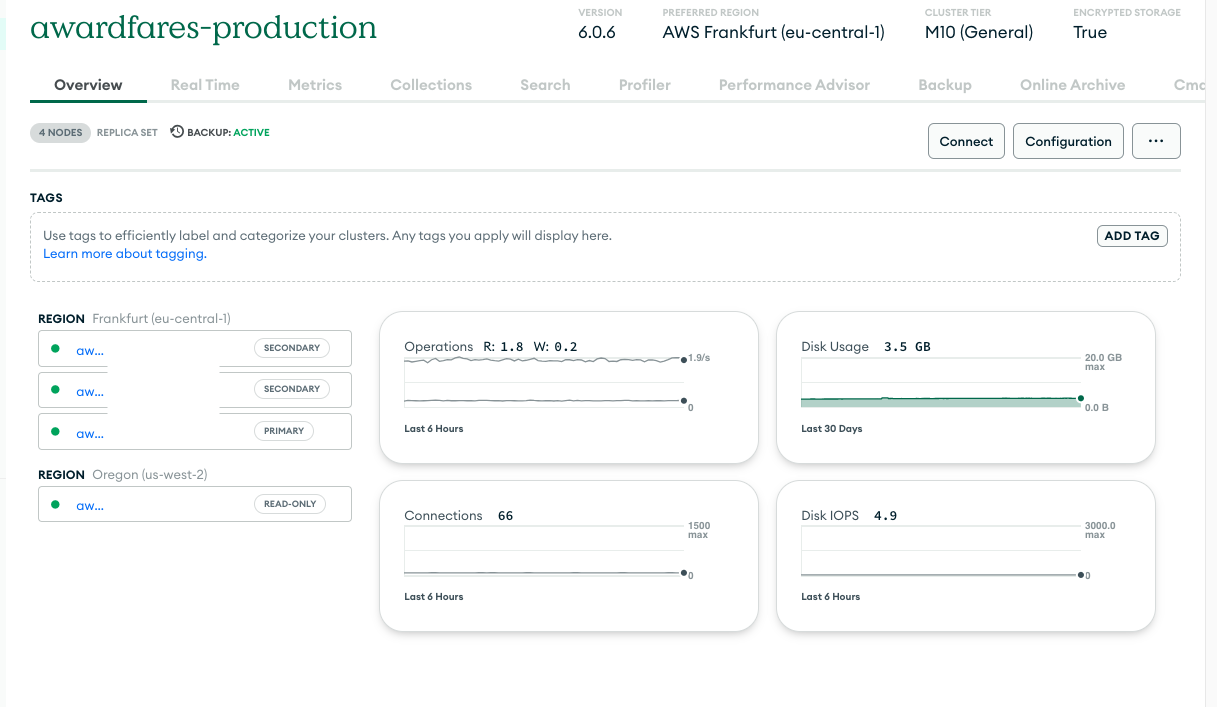 awardfares-production
VERSION
6.0.6
PREFERRED REGION
AWS Frankfurt (eu-central-1)
CLUSTER TIER
M10 (General)
ENCRYPTED STORAGE
True
Overview Real Time Metrics Collections Search Profiler Performance Advisor Backup Online Archive Cmd
4 NODES REPLICA SET BACKUP: ACTIVE
Connect Configuration ...
TAGS
Use tags to efficiently label and categorize your clusters. Any tags you apply will display here.
Learn more about tagging.
ADD TAG
REGION Frankfurt (eu-central-1)
aw... SECONDARY
aw... SECONDARY
aw... PRIMARY
REGION Oregon (us-west-2)
aw... READ-ONLY
Operations R: 1.8 W: 0.2
1.9/s
0
Last 6 Hours
Disk Usage 3.5 GB
20.0 GB
max
0.0 B
Last 30 Days
Connections 66
1500
max
0
Last 6 Hours
Disk IOPS 4.9
3000.0
max
0
Last 6 Hours